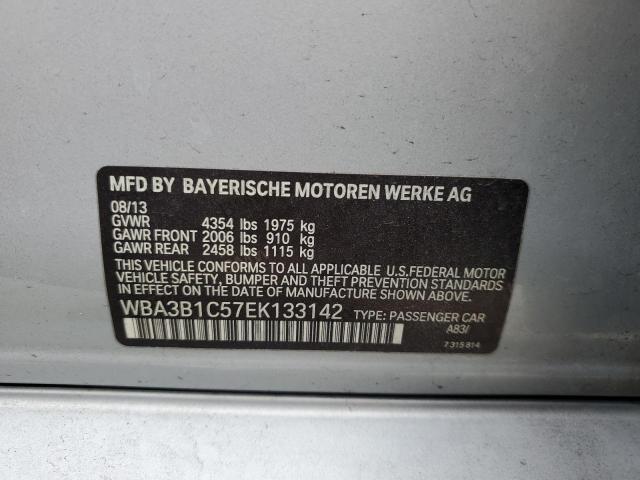 MFD BY BAYERISCHE MOTOREN WERKE AG
08/13
GVWR 4354 lbs 1975 kg
GAWR FRONT 2006 lbs 910 kg
GAWR REAR 2458 lbs 1115 kg
THIS VEHICLE CONFORMS TO ALL APPLICABLE U.S.FEDERAL MOTOR
VEHICLE SAFETY, BUMPER AND THEFT PREVENTION STANDARDS
IN EFFECT ON THE DATE OF MANUFACTURE SHOWN ABOVE.
WBA3B1C57EK133142 TYPE: PASSENGER CAR
A83/
7315814